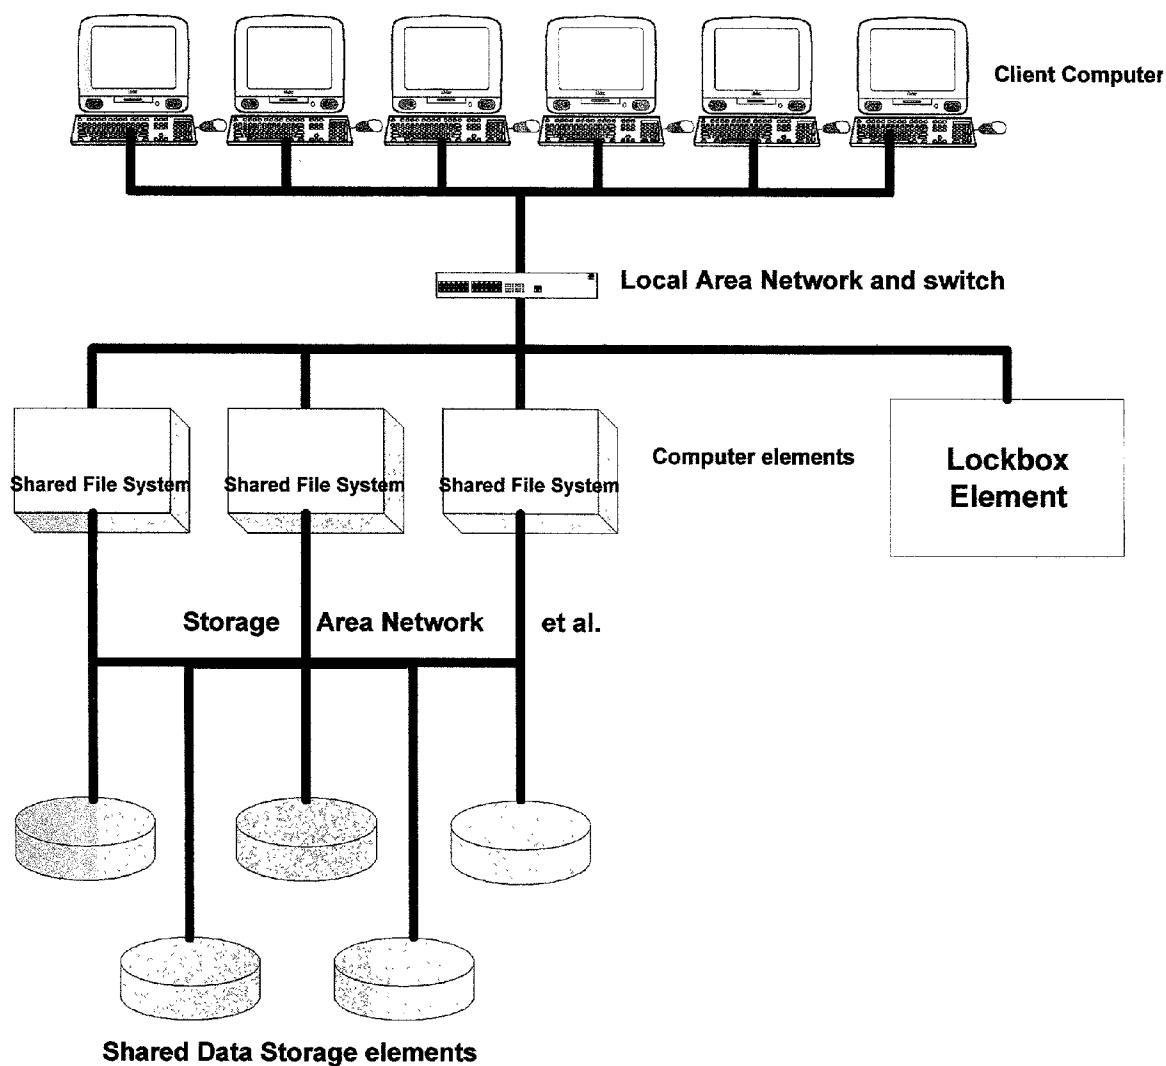 Client Computer
Local Area Network and switch
Shared File System
Shared File System
Shared File System
Computer elements
Lockbox
Element
Storage Area Network et al.
Shared Data Storage elements